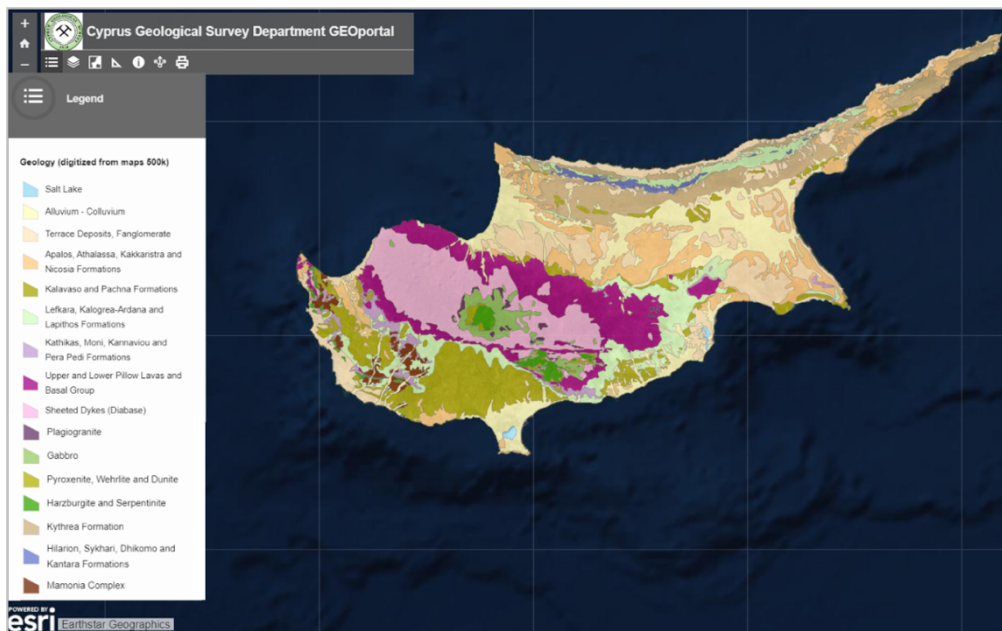 Cyprus Geological Survey Department GEOportal
Legend
Geology (digitized from maps 500k)
Salt Lake
Alluvium - Colluvium
Terrace Deposits, Fanglomerate
Apalos, Athalassa, Kakkaristra and
Nicosia Formations
Kalavaso and Pachna Formations
Lefkara, Kalogrea-Ardana and
Lapithos Formations
Kathikas, Moni, Kannaviou and
Pera Pedi Formations
Upper and Lower Pillow Lavas and
Basal Group
Sheeted Dykes (Diabase)
Plagiogranite
Gabbro
Pyroxenite, Wehrlite and Dunite
Harzburgite and Serpentinite
Kythrea Formation
Hilarion, Sykhari, Dhikomo and
Kantara Formations
Mamonia Complex
POWERED BY
esri
Earthstar Geographics